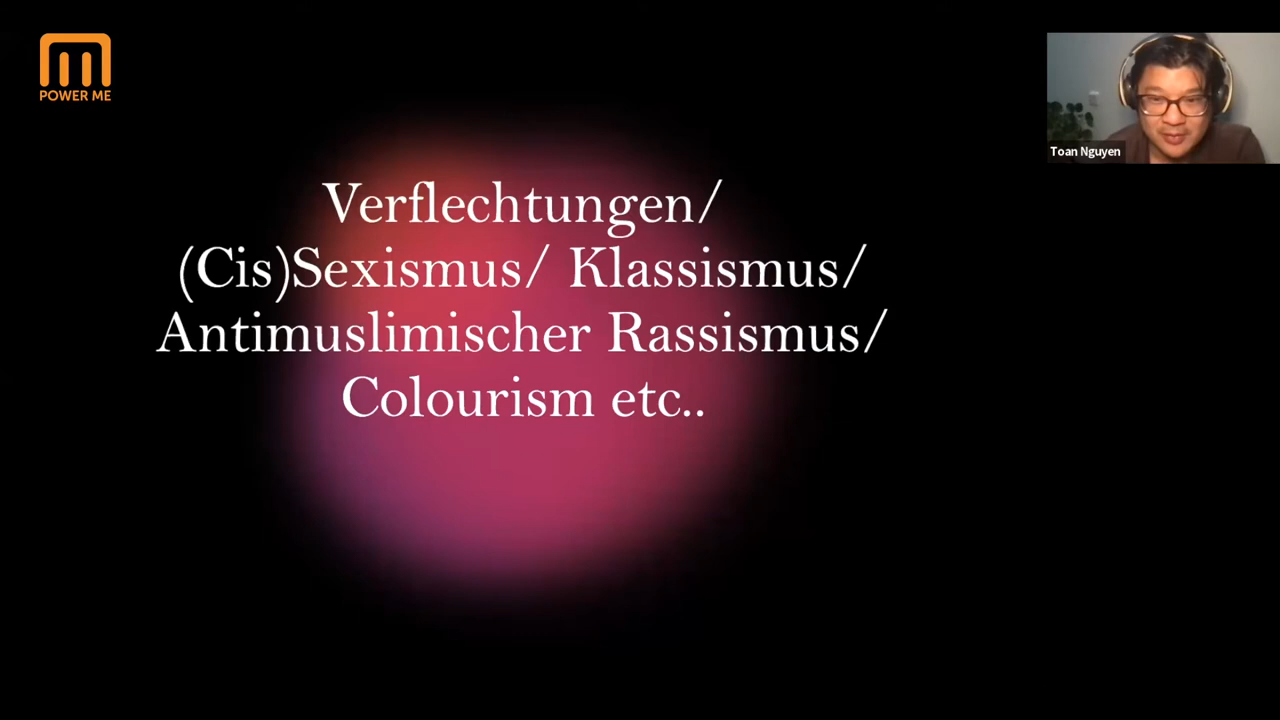 POWER ME
Toan Nguyen
Verflechtungen/
(Cis)Sexismus/ Klassismus/
Antimuslimischer Rassismus/
Colourism etc..